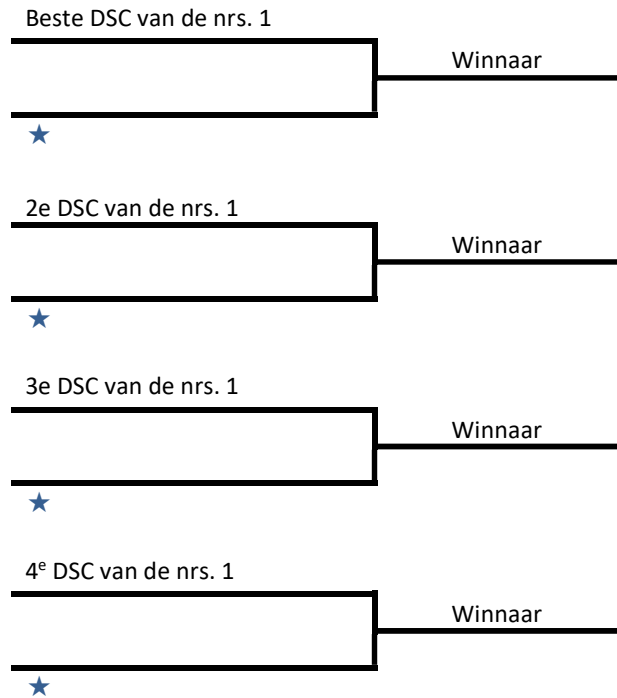 Beste DSC van de nrs. 1
Winnaar
★
2e DSC van de nrs. 1
Winnaar
★
3e DSC van de nrs. 1
Winnaar
★
4ᵉ DSC van de nrs. 1
Winnaar
★